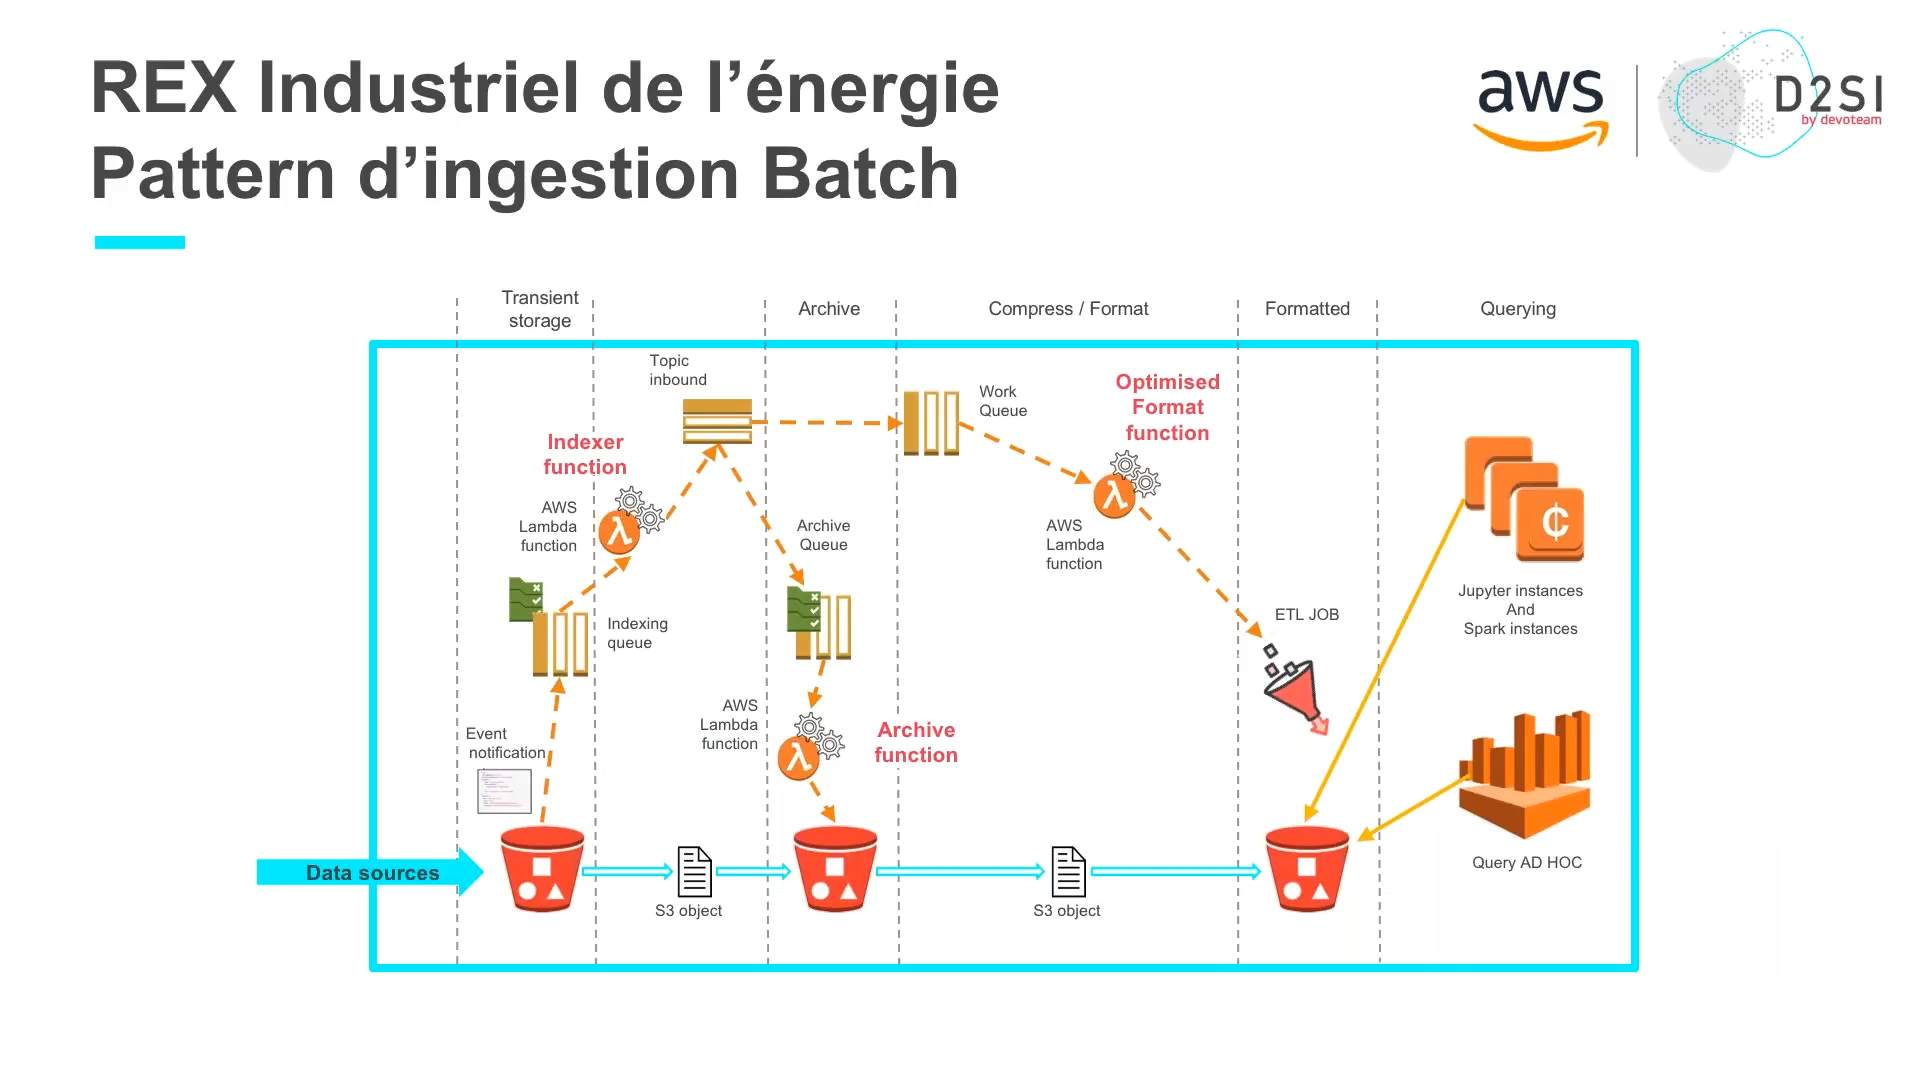 REX Industriel de l’énergie
Pattern d’ingestion Batch
aws
D2SI
by devoteam
Transient
storage
Archive
Compress / Format
Formatted
Querying
Topic
inbound
Work
Queue
Optimised
Format
function
Indexer
function
AWS
Lambda
function
Archive
Queue
AWS
Lambda
function
Indexing
queue
ETL JOB
Jupyter instances
And
Spark instances
Event
notification
AWS
Lambda
function
Archive
function
Data sources
S3 object
S3 object
Query AD HOC